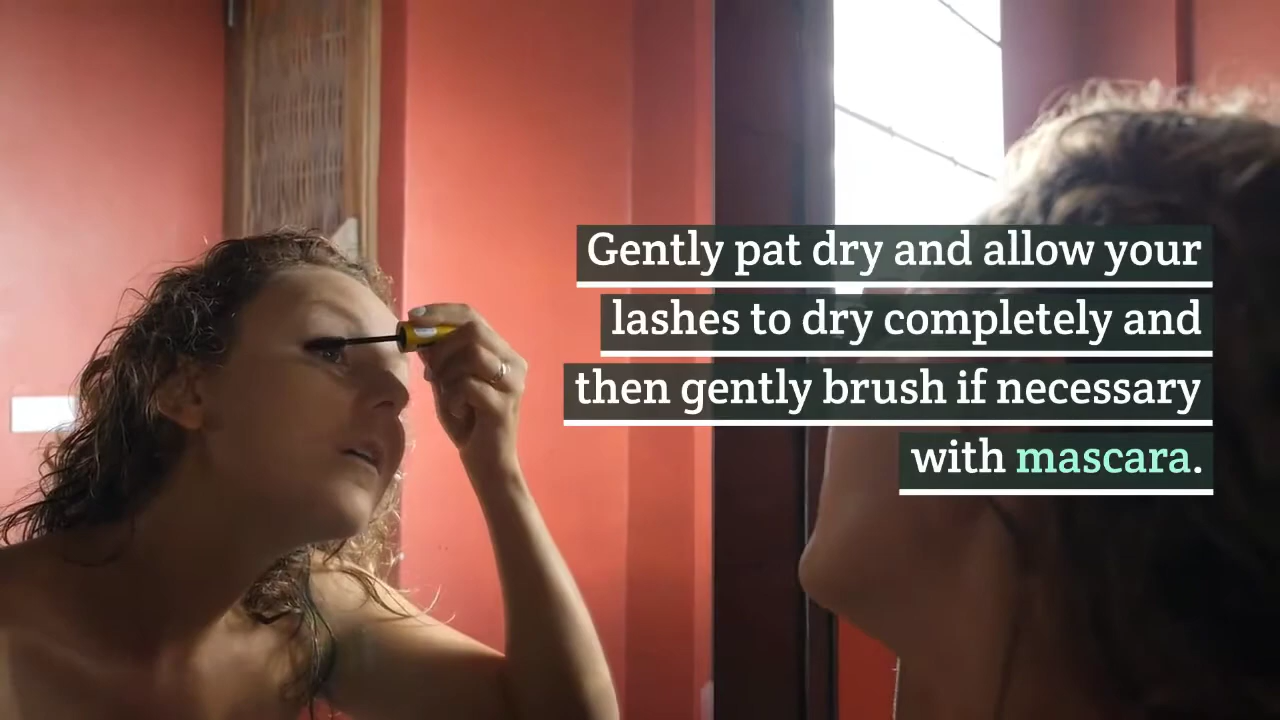 Gently pat dry and allow your
lashes to dry completely and
then gently brush if necessary
with mascara.